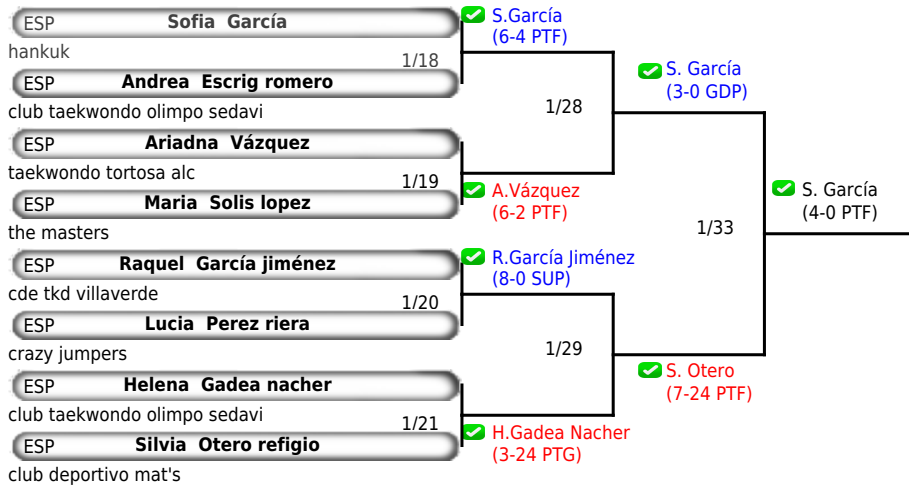 ESP Sofia García
hankuk
1/18
ESP Andrea Escrig romero
club taekwondo olimpo sedavi
ESP Ariadna Vázquez
taekwondo tortosa alc
1/19
ESP Maria Solis lopez
the masters
ESP Raquel García jiménez
cde tkd villaverde
1/20
ESP Lucia Perez riera
crazy jumpers
ESP Helena Gadea nacher
club taekwondo olimpo sedavi
1/21
ESP Silvia Otero refigio
club deportivo mat's
S.García
(6-4 PTF)
1/28
A.Vázquez
(6-2 PTF)
R.García Jiménez
(8-0 SUP)
1/29
H.Gadea Nacher
(3-24 PTG)
S. García
(3-0 GDP)
1/33
S. Otero
(7-24 PTF)
S. García
(4-0 PTF)